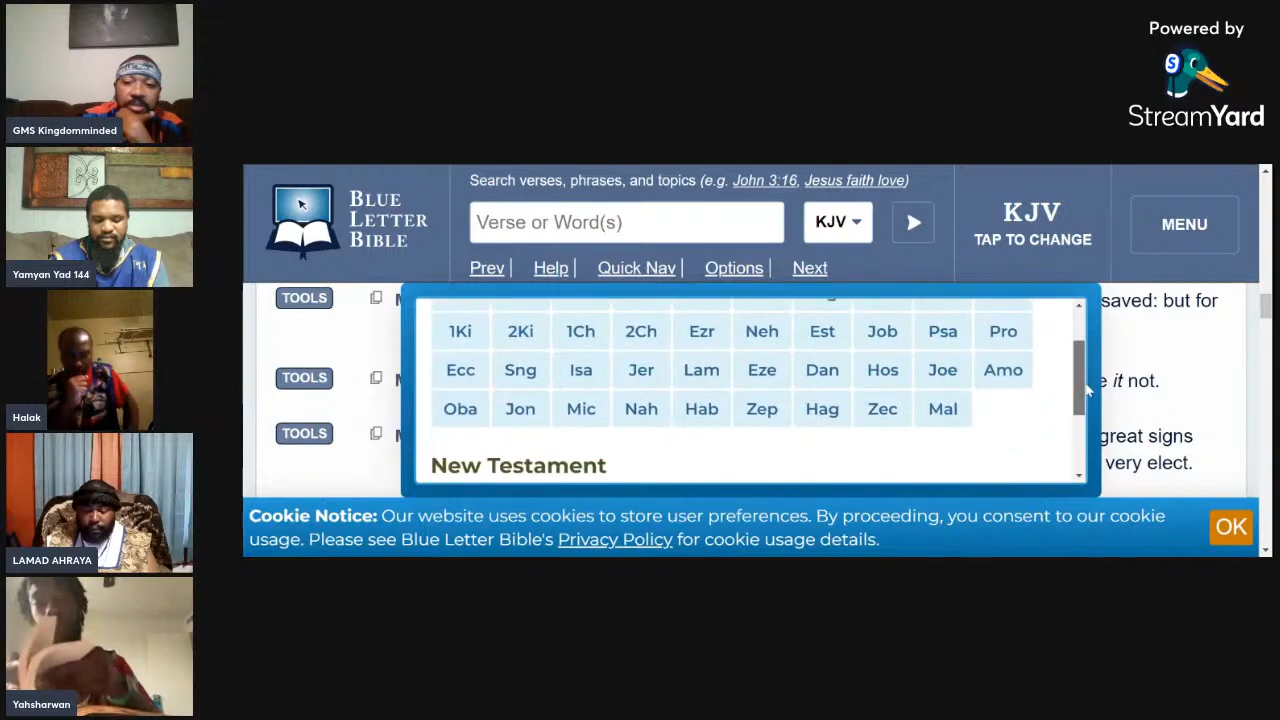 GMS Kingdomminded
Yamyan Yad 144
Halak
LAMAD AHRAYA
Yahsharwan
Powered by
S
StreamYard
BLUE
LETTER
BIBLE
Search verses, phrases, and topics (e.g. John 3:16, Jesus faith love)
Verse or Word(s)
KJV
Prev | Help | Quick Nav | Options | Next
KJV
TAP TO CHANGE
MENU
TOOLS
saved: but for
1Ki 2Ki 1Ch 2Ch Ezr Neh Est Job Psa Pro
Ecc Sng Isa Jer Lam Eze Dan Hos Joe Amo
TOOLS
e it not.
Oba Jon Mic Nah Hab Zep Hag Zec Mal
TOOLS
great signs
very elect.
New Testament
Cookie Notice: Our website uses cookies to store user preferences. By proceeding, you consent to our cookie
usage. Please see Blue Letter Bible's Privacy Policy for cookie usage details.
OK